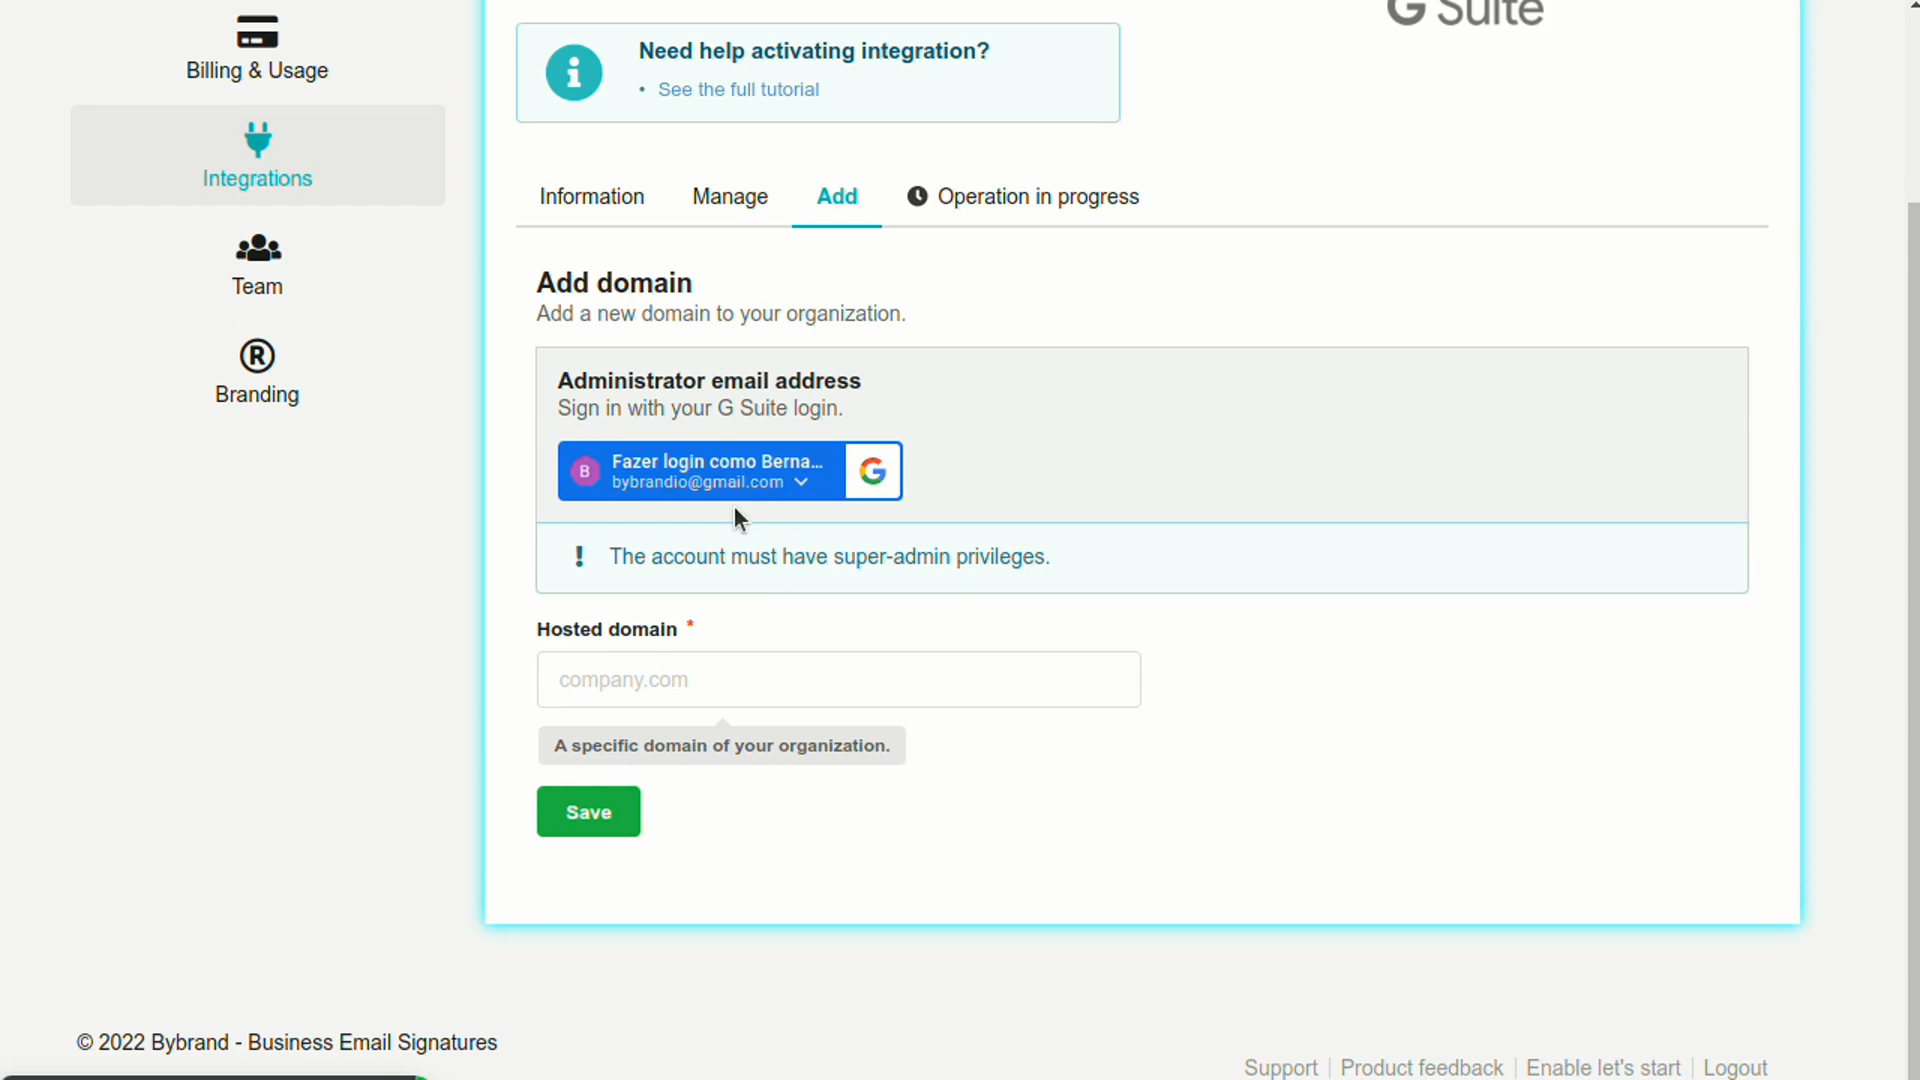 Billing & Usage
Integrations
Team
Branding
G Suite
Need help activating integration?
• See the full tutorial
Information
Manage
Add
Operation in progress
Add domain
Add a new domain to your organization.
Administrator email address
Sign in with your G Suite login.
B
Fazer login como Berna...
bybrandio@gmail.com
The account must have super-admin privileges.
Hosted domain *
company.com
A specific domain of your organization.
Save
© 2022 Bybrand - Business Email Signatures
Support | Product feedback | Enable let's start | Logout